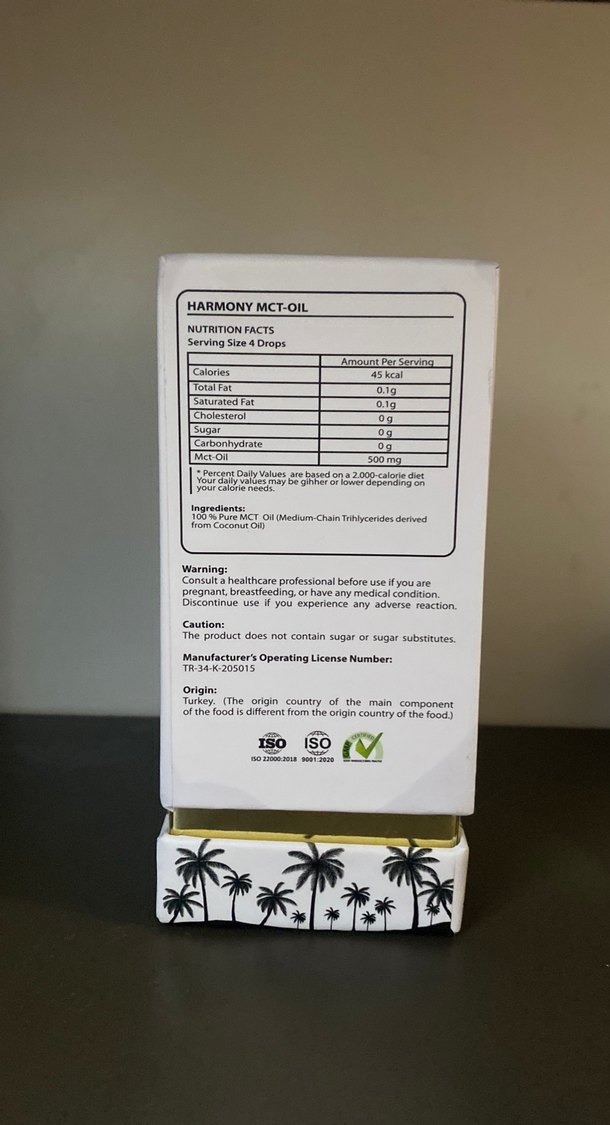 HARMONY MCT-OIL
NUTRITION FACTS
Serving Size 4 Drops
Amount Per Serving
Calories 45 kcal
Total Fat 0.1g
Saturated Fat 0.1g
Cholesterol 0 g
Sugar 0 g
Carbonhydrate 0 g
Mct-Oil 500 mg
* Percent Daily Values are based on a 2.000-calorie diet
Your daily values may be gihher or lower depending on
your calorie needs.
Ingredients:
100 % Pure MCT Oil (Medium-Chain Trihlycerides derived
from Coconut Oil)
Warning:
Consult a healthcare professional before use if you are
pregnant, breastfeeding, or have any medical condition.
Discontinue use if you experience any adverse reaction.
Caution:
The product does not contain sugar or sugar substitutes.
Manufacturer's Operating License Number:
TR-34-K-205015
Origin:
Turkey. (The origin country of the main component
of the food is different from the origin country of the food.)
ISO ISO GMP CERTIFIED
ISO 22000:2018 9001:2020 GOOD MANUFACTURING PRACTICE